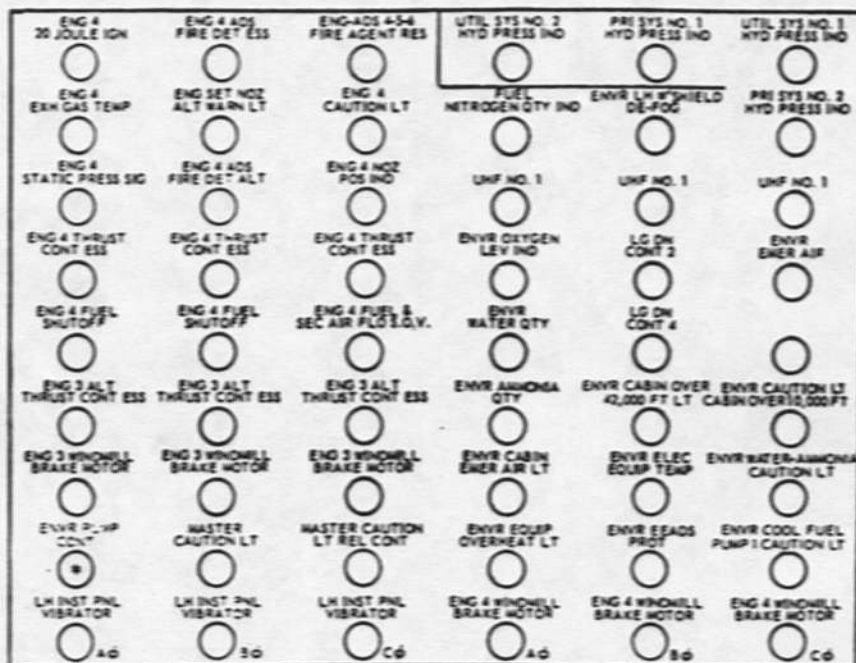 ENG 4
20 JOULE IGN
ENG 4 ADS
FIRE DET ESS
ENG-ADS 4-5-6
FIRE AGENT RES
UTIL SYS NO. 2
HYD PRESS IND
PRI SYS NO. 1
HYD PRESS IND
UTIL SYS NO. 1
HYD PRESS IND
ENG 4
EXH GAS TEMP
ENG SET NOZ
ALT WARN LT
ENG 4
CAUTION LT
FUEL
NITROGEN QTY IND
ENVR LH W'SHIELD
DE-FOG
PRI SYS NO. 2
HYD PRESS IND
ENG 4
STATIC PRESS SIG
ENG 4 ADS
FIRE DET ALT
ENG 4 NOZ
POS IND
UHF NO. 1
UHF NO. 1
UHF NO. 1
ENG 4 THRUST
CONT ESS
ENG 4 THRUST
CONT ESS
ENG 4 THRUST
CONT ESS
ENVR OXYGEN
LEV IND
LG DN
CONT 2
ENVR
EMER AIR
ENG 4 FUEL
SHUTOFF
ENG 4 FUEL
SHUTOFF
ENG 4 FUEL &
SEC AIR FLO S.O.V.
ENVR
WATER QTY
LG DN
CONT 4
ENG 3 ALT
THRUST CONT ESS
ENG 3 ALT
THRUST CONT ESS
ENG 3 ALT
THRUST CONT ESS
ENVR AMMONIA
QTY
ENVR CABIN OVER
42,000 FT LT
ENVR CAUTION LT
CABIN OVER 10,000 FT
ENG 3 WINDMILL
BRAKE MOTOR
ENG 3 WINDMILL
BRAKE MOTOR
ENG 3 WINDMILL
BRAKE MOTOR
ENVR CABIN
EMER AIR LT
ENVR ELEC
EQUIP TEMP
ENVR WATER-AMMONIA
CAUTION LT
ENVR PUMP
CONT
*
MASTER
CAUTION LT
MASTER CAUTION
LT REL CONT
ENVR EQUIP
OVERHEAT LT
ENVR EEADS
PROT
ENVR COOL FUEL
PUMP 1 CAUTION LT
LH INST PNL
VIBRATOR
AØ
LH INST PNL
VIBRATOR
BØ
LH INST PNL
VIBRATOR
CØ
ENG 4 WINDMILL
BRAKE MOTOR
AØ
ENG 4 WINDMILL
BRAKE MOTOR
BØ
ENG 4 WINDMILL
BRAKE MOTOR
CØ